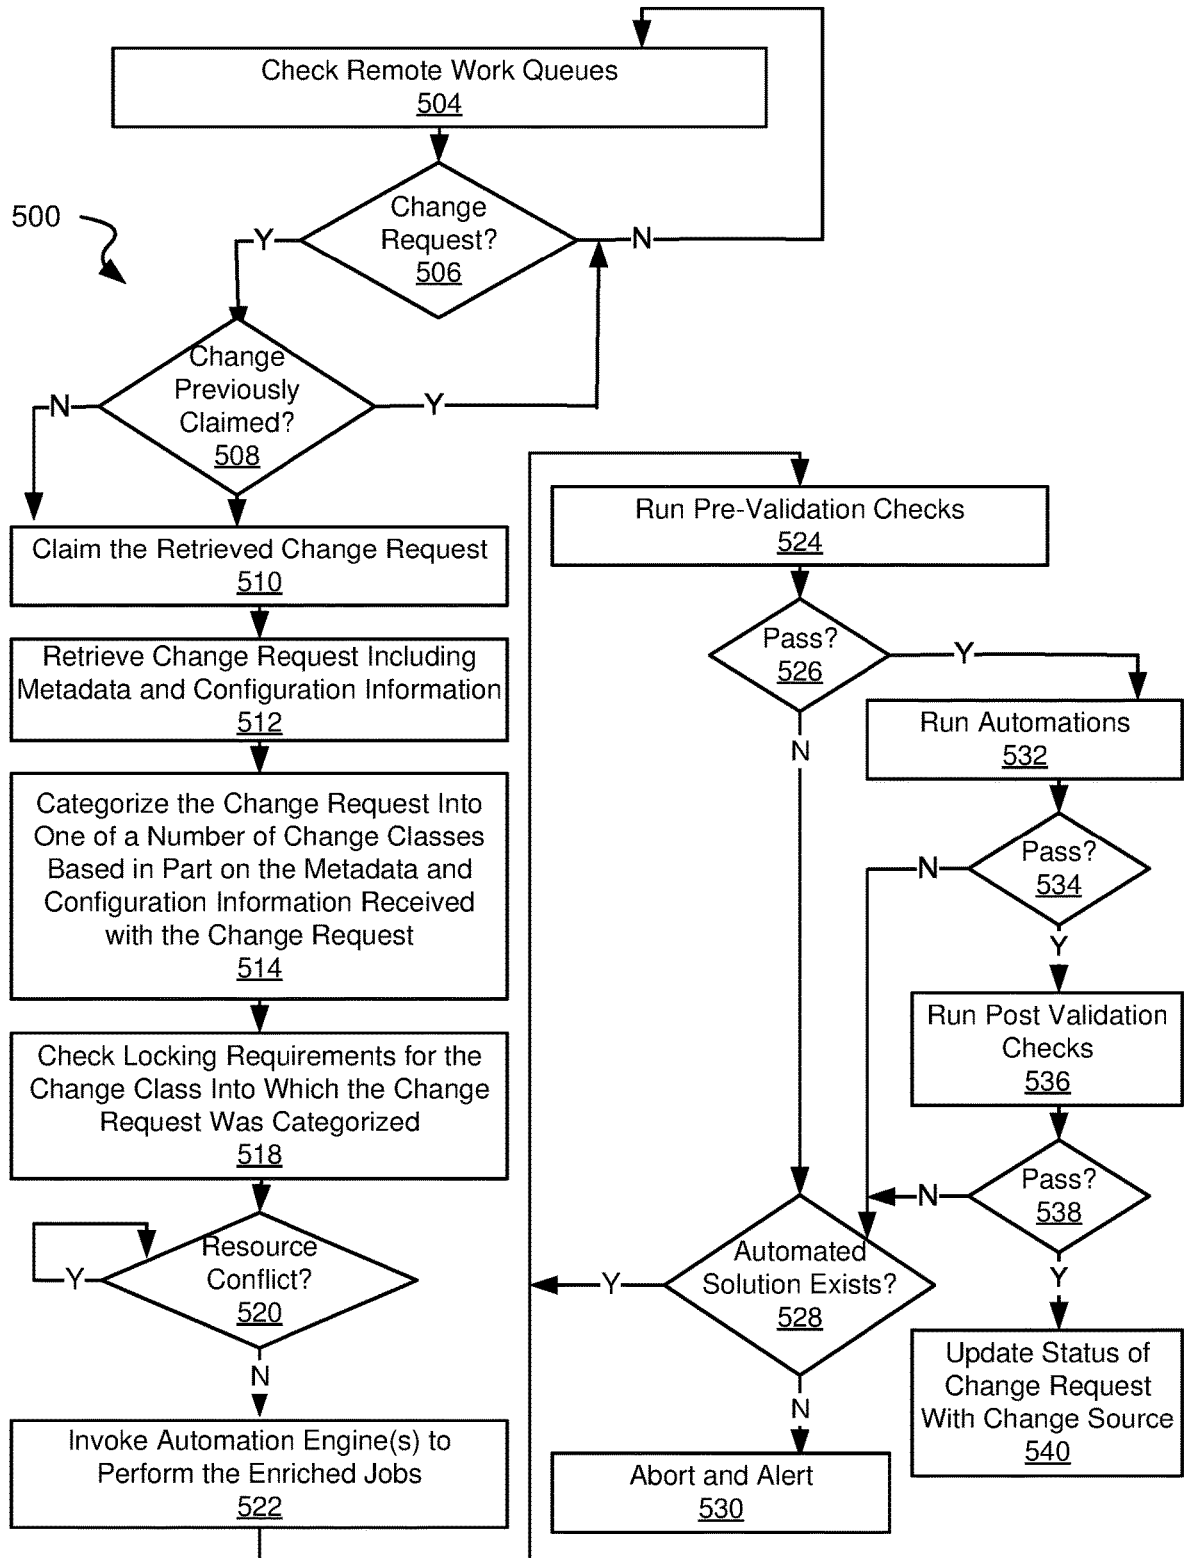 Check Remote Work Queues
504
Change
Request?
506
Y
N
500
Change
Previously
Claimed?
508
N
Y
Claim the Retrieved Change Request
510
Retrieve Change Request Including
Metadata and Configuration Information
512
Categorize the Change Request Into
One of a Number of Change Classes
Based in Part on the Metadata and
Configuration Information Received
with the Change Request
514
Check Locking Requirements for the
Change Class Into Which the Change
Request Was Categorized
518
Resource
Conflict?
520
Y
N
Invoke Automation Engine(s) to
Perform the Enriched Jobs
522
Run Pre-Validation Checks
524
Pass?
526
Y
N
Run Automations
532
Pass?
534
N
Y
Run Post Validation
Checks
536
Pass?
538
N
Y
Automated
Solution Exists?
528
Y
N
Abort and Alert
530
Update Status of
Change Request
With Change Source
540